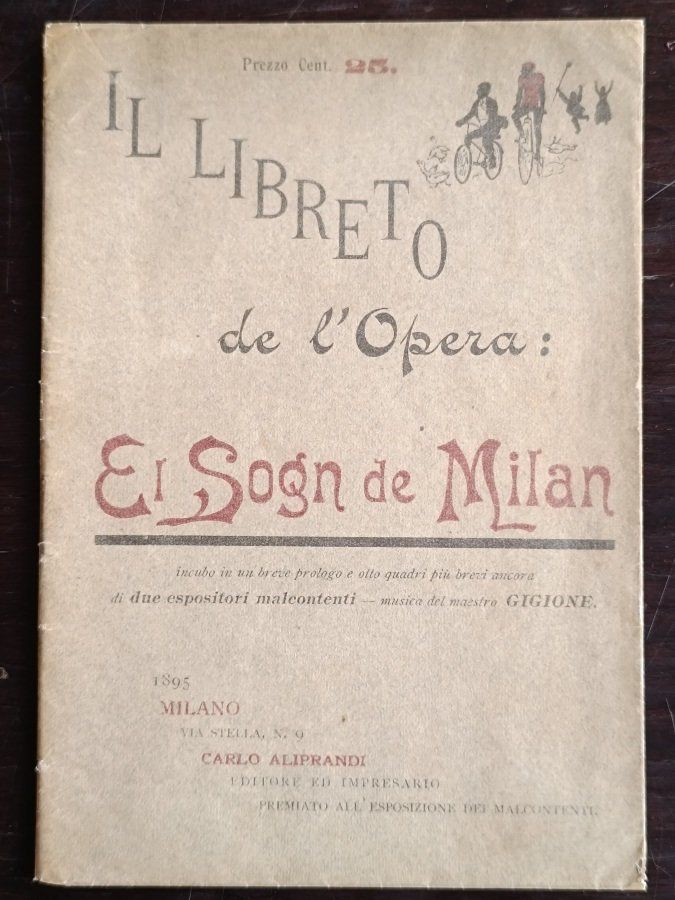 Prezzo Cent. 25.
IL LIBRETO
de l'Opera:
El Sogn de Milan
incubo in un breve prologo e otto quadri più brevi ancora
di due espositori malcontenti — musica del maestro GIGIONE.
1895
MILANO
VIA STELLA, N. 9
CARLO ALIPRANDI
EDITORE ED IMPRESARIO
PREMIATO ALL'ESPOSIZIONE DEI MALCONTENTI.